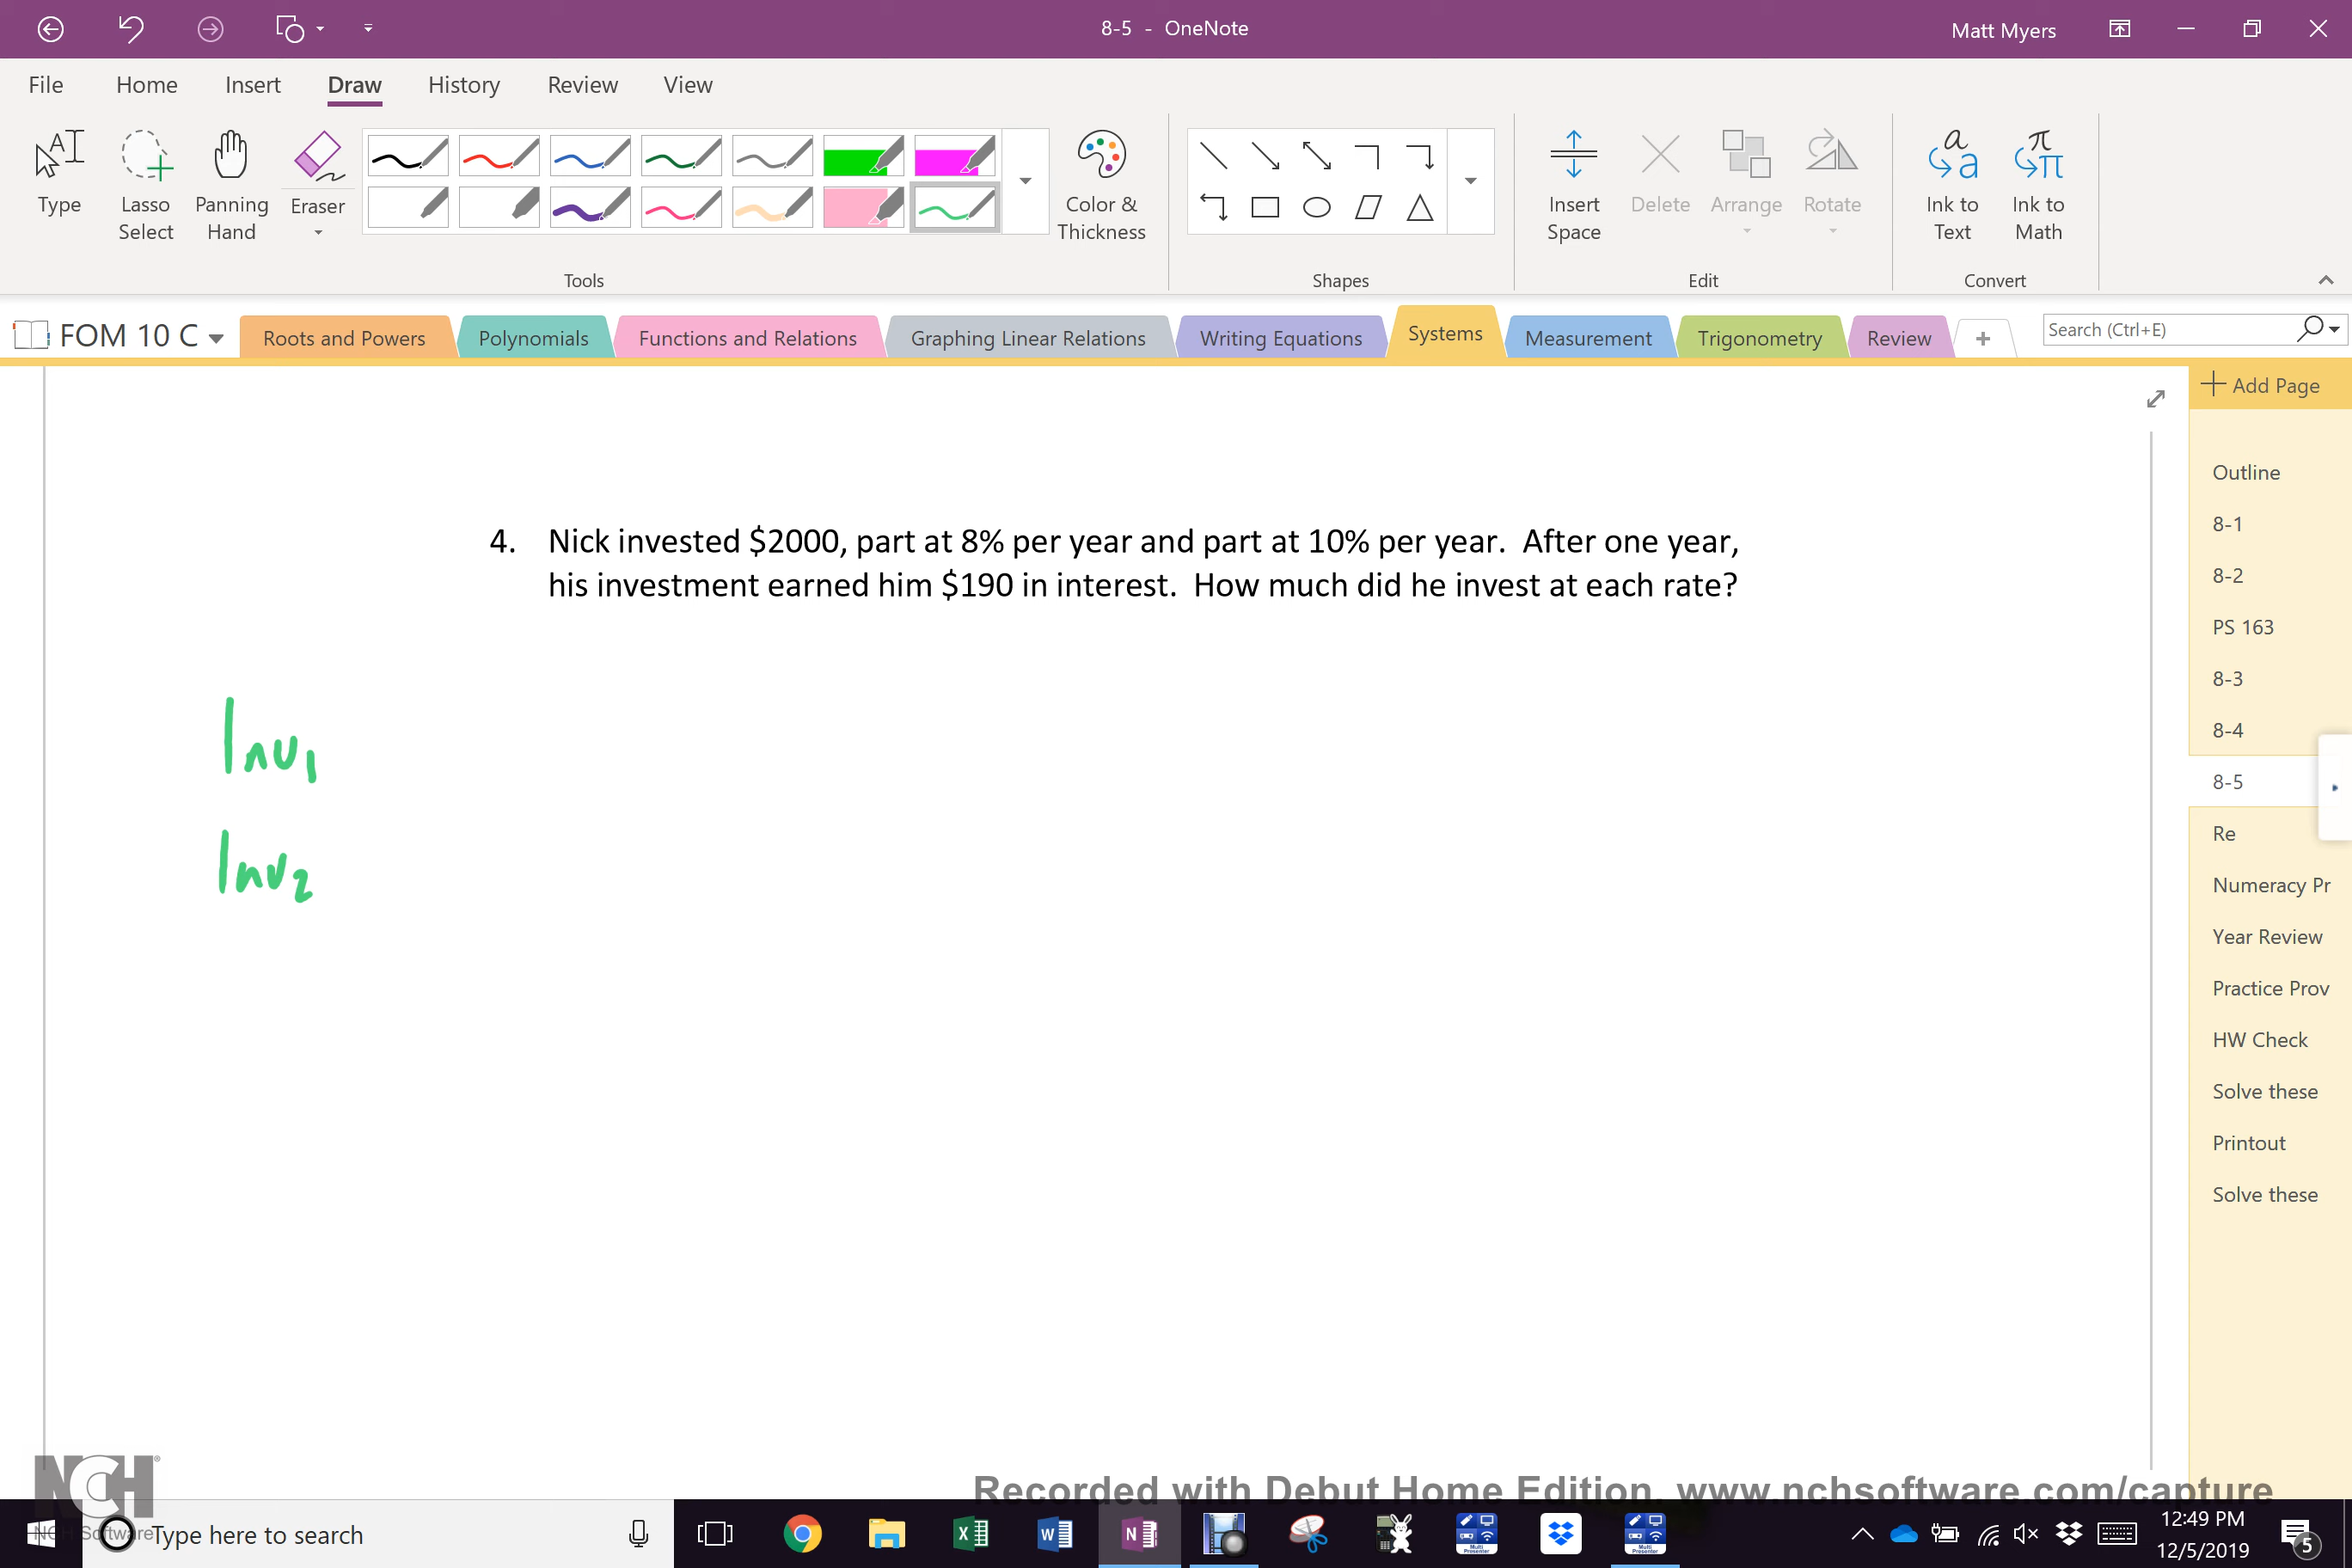 8-5 - OneNote
Matt Myers
File Home Insert Draw History Review View
Type
Lasso Select
Panning Hand
Eraser
Color & Thickness
Insert Space
Delete
Arrange
Rotate
Ink to Text
Ink to Math
Tools
Shapes
Edit
Convert
FOM 10 C
Roots and Powers
Polynomials
Functions and Relations
Graphing Linear Relations
Writing Equations
Systems
Measurement
Trigonometry
Review
Search (Ctrl+E)
Add Page
4. Nick invested $2000, part at 8% per year and part at 10% per year. After one year,
his investment earned him $190 in interest. How much did he invest at each rate?
Inv1
Inv2
Outline
8-1
8-2
PS 163
8-3
8-4
8-5
Re
Numeracy Pr
Year Review
Practice Prov
HW Check
Solve these
Printout
Solve these
NCH
NCH Software
Recorded with Debut Home Edition. www.nchsoftware.com/capture
Type here to search
12:49 PM
12/5/2019
5